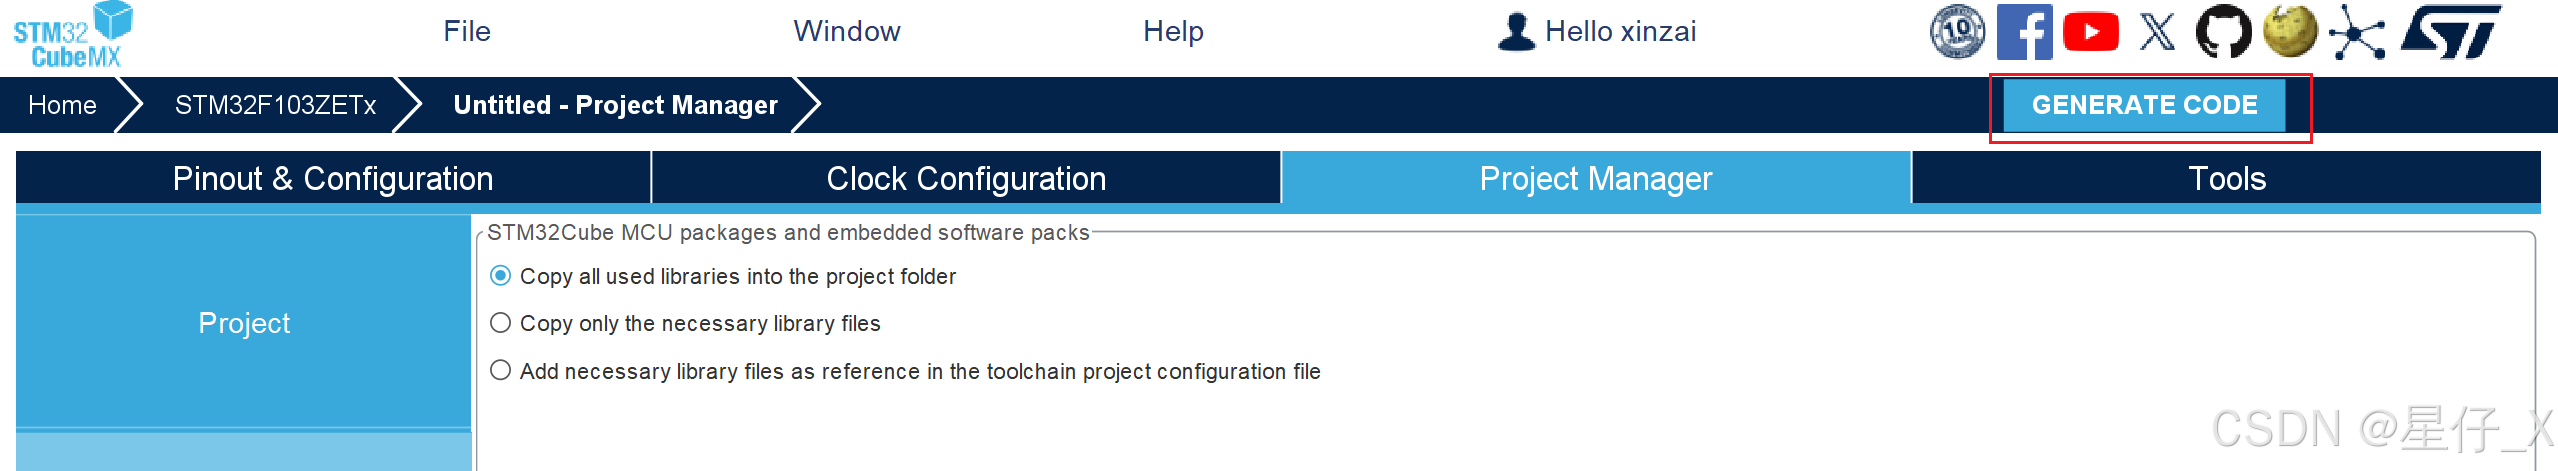 STM32
CubeMX
File
Window
Help
Hello xinzai
10
ST
Home
STM32F103ZETx
Untitled - Project Manager
GENERATE CODE
Pinout & Configuration
Clock Configuration
Project Manager
Tools
Project
STM32Cube MCU packages and embedded software packs
Copy all used libraries into the project folder
Copy only the necessary library files
Add necessary library files as reference in the toolchain project configuration file
CSDN @星仔_X